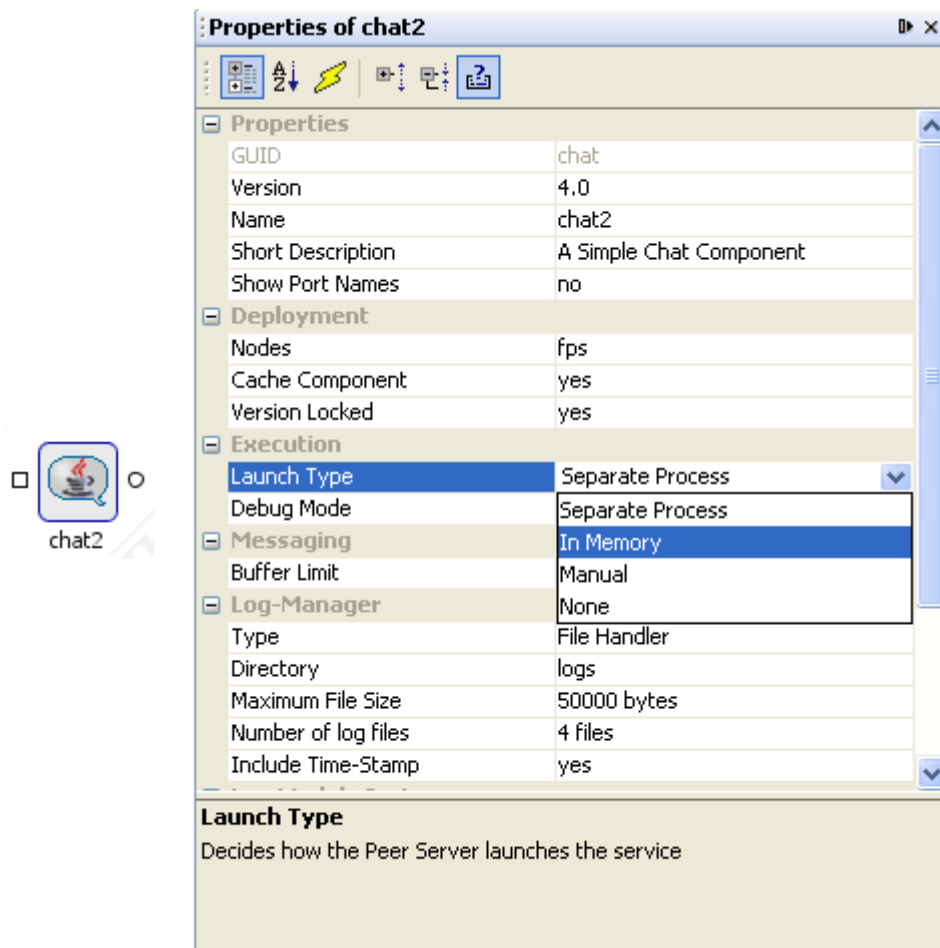 Properties of chat2
Properties
GUID chat
Version 4.0
Name chat2
Short Description A Simple Chat Component
Show Port Names no
Deployment
Nodes fps
Cache Component yes
Version Locked yes
Execution
Launch Type Separate Process
Debug Mode Separate Process
Messaging In Memory
Buffer Limit Manual
Log-Manager None
Type File Handler
Directory logs
Maximum File Size 50000 bytes
Number of log files 4 files
Include Time-Stamp yes
Launch Type
Decides how the Peer Server launches the service
chat2